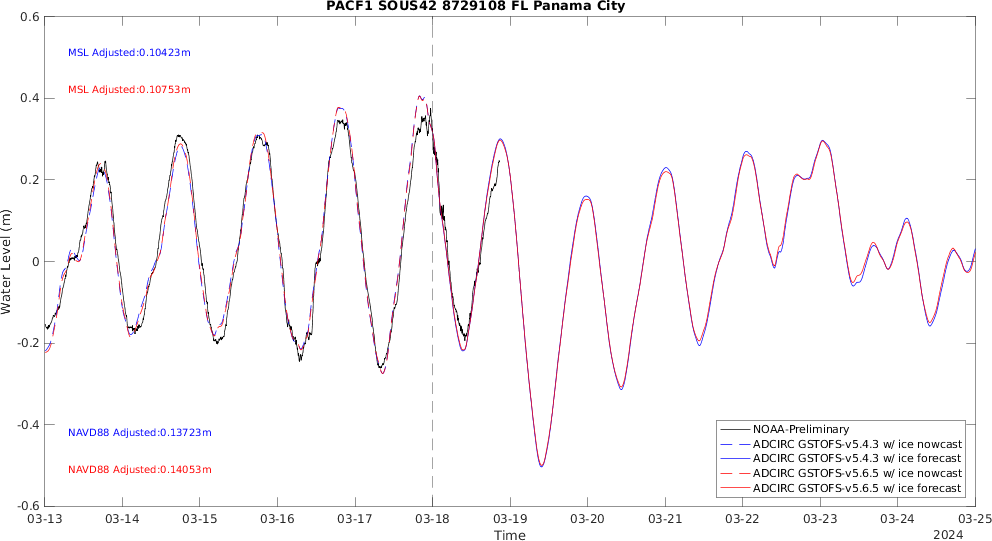 PACF1 SOUS42 8729108 FL Panama City
0.6
MSL Adjusted:0.10423m
MSL Adjusted:0.10753m
0.4
0.2
0
-0.2
-0.4
-0.6
Water Level (m)
NAVD88 Adjusted:0.13723m
NAVD88 Adjusted:0.14053m
NOAA-Preliminary
ADCIRC GSTOFS-v5.4.3 w/ ice nowcast
ADCIRC GSTOFS-v5.4.3 w/ ice forecast
ADCIRC GSTOFS-v5.6.5 w/ ice nowcast
ADCIRC GSTOFS-v5.6.5 w/ ice forecast
03-13 03-14 03-15 03-16 03-17 03-18 03-19 03-20 03-21 03-22 03-23 03-24 03-25
Time
2024